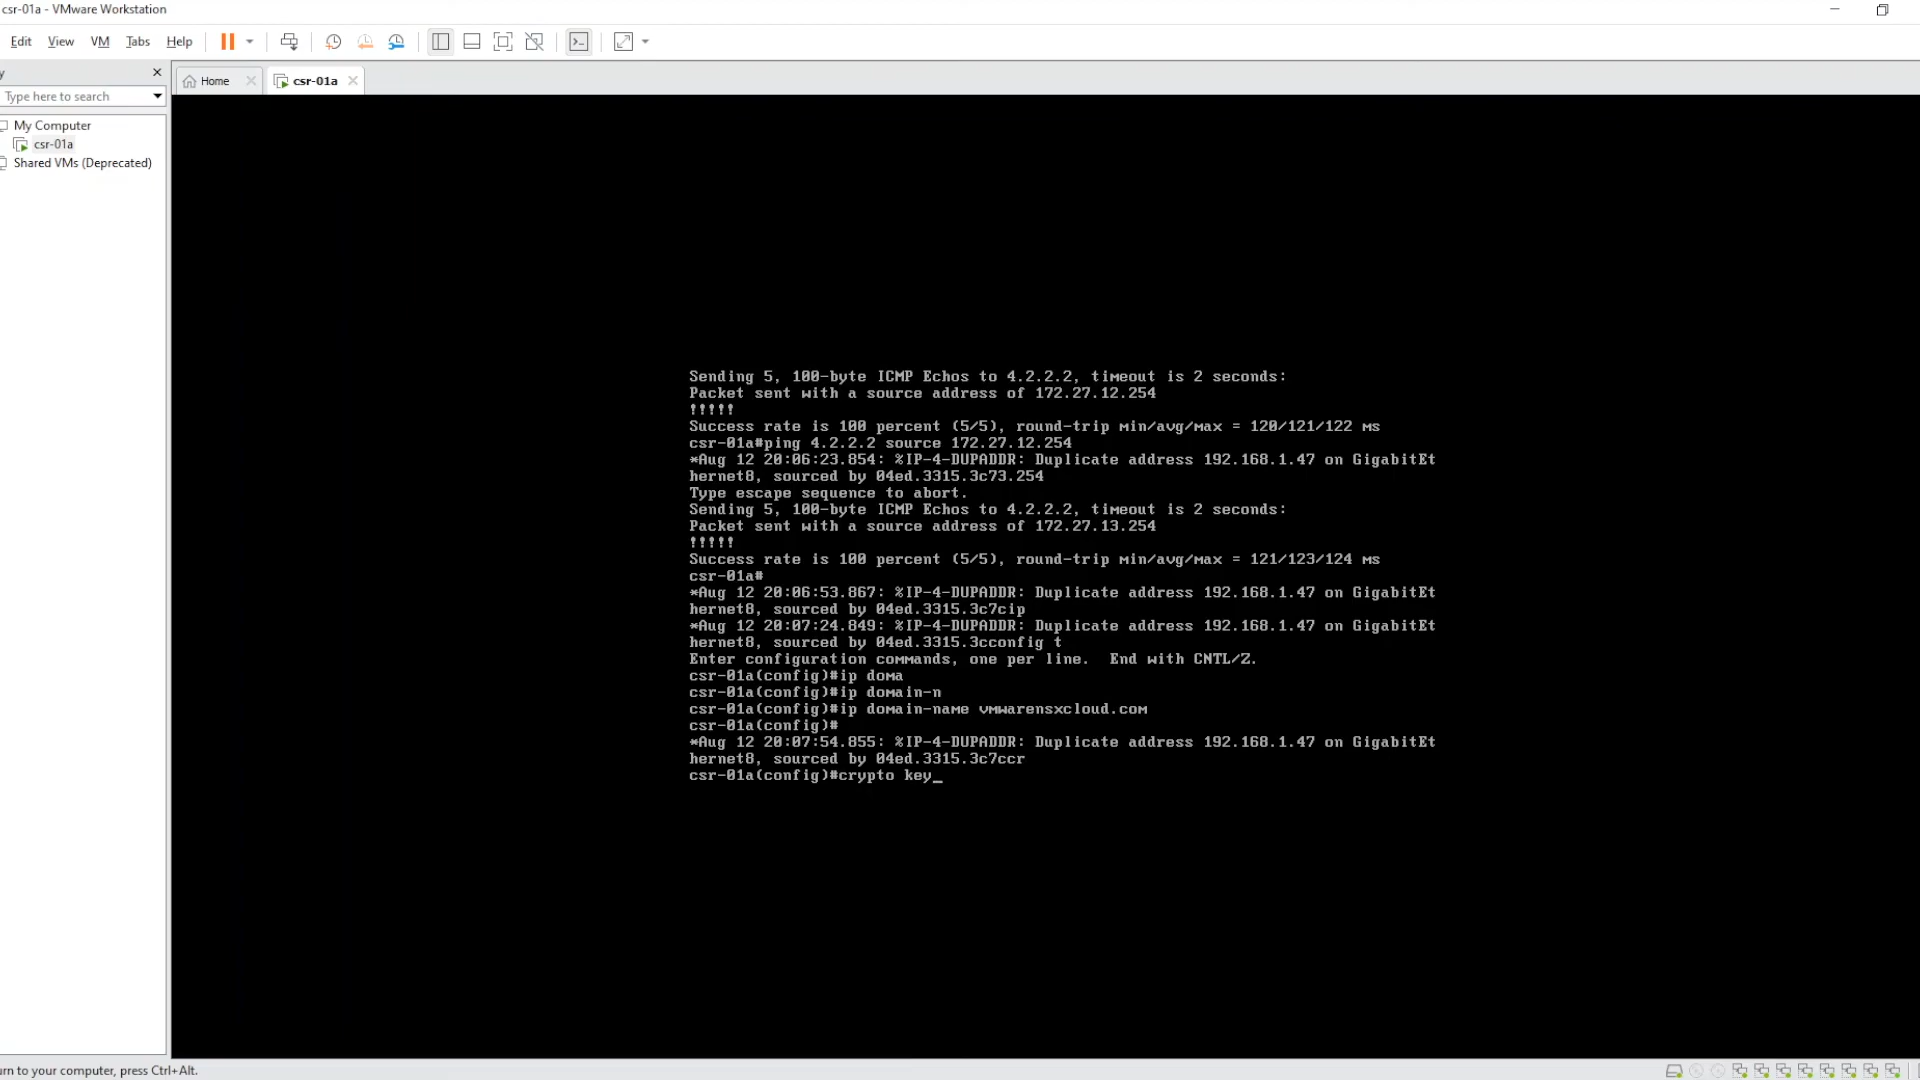 csr-01a - VMware Workstation
Edit View VM Tabs Help
y
Type here to search
Home
csr-01a
My Computer
csr-01a
Shared VMs (Deprecated)
Sending 5, 100-byte ICMP Echos to 4.2.2.2, timeout is 2 seconds:
Packet sent with a source address of 172.27.12.254
!!!!!
Success rate is 100 percent (5/5), round-trip min/avg/max = 120/121/122 ms
csr-01a#ping 4.2.2.2 source 172.27.12.254
*Aug 12 20:06:23.854: %IP-4-DUPADDR: Duplicate address 192.168.1.47 on GigabitEt
hernet8, sourced by 04ed.3315.3c73.254
Type escape sequence to abort.
Sending 5, 100-byte ICMP Echos to 4.2.2.2, timeout is 2 seconds:
Packet sent with a source address of 172.27.13.254
!!!!!
Success rate is 100 percent (5/5), round-trip min/avg/max = 121/123/124 ms
csr-01a#
*Aug 12 20:06:53.867: %IP-4-DUPADDR: Duplicate address 192.168.1.47 on GigabitEt
hernet8, sourced by 04ed.3315.3c7cip
*Aug 12 20:07:24.849: %IP-4-DUPADDR: Duplicate address 192.168.1.47 on GigabitEt
hernet8, sourced by 04ed.3315.3cconfig t
Enter configuration commands, one per line.  End with CNTL/Z.
csr-01a(config)#ip doma
csr-01a(config)#ip domain-n
csr-01a(config)#ip domain-name vmwarensxcloud.com
csr-01a(config)#
*Aug 12 20:07:54.855: %IP-4-DUPADDR: Duplicate address 192.168.1.47 on GigabitEt
hernet8, sourced by 04ed.3315.3c7ccr
csr-01a(config)#crypto key_
urn to your computer, press Ctrl+Alt.